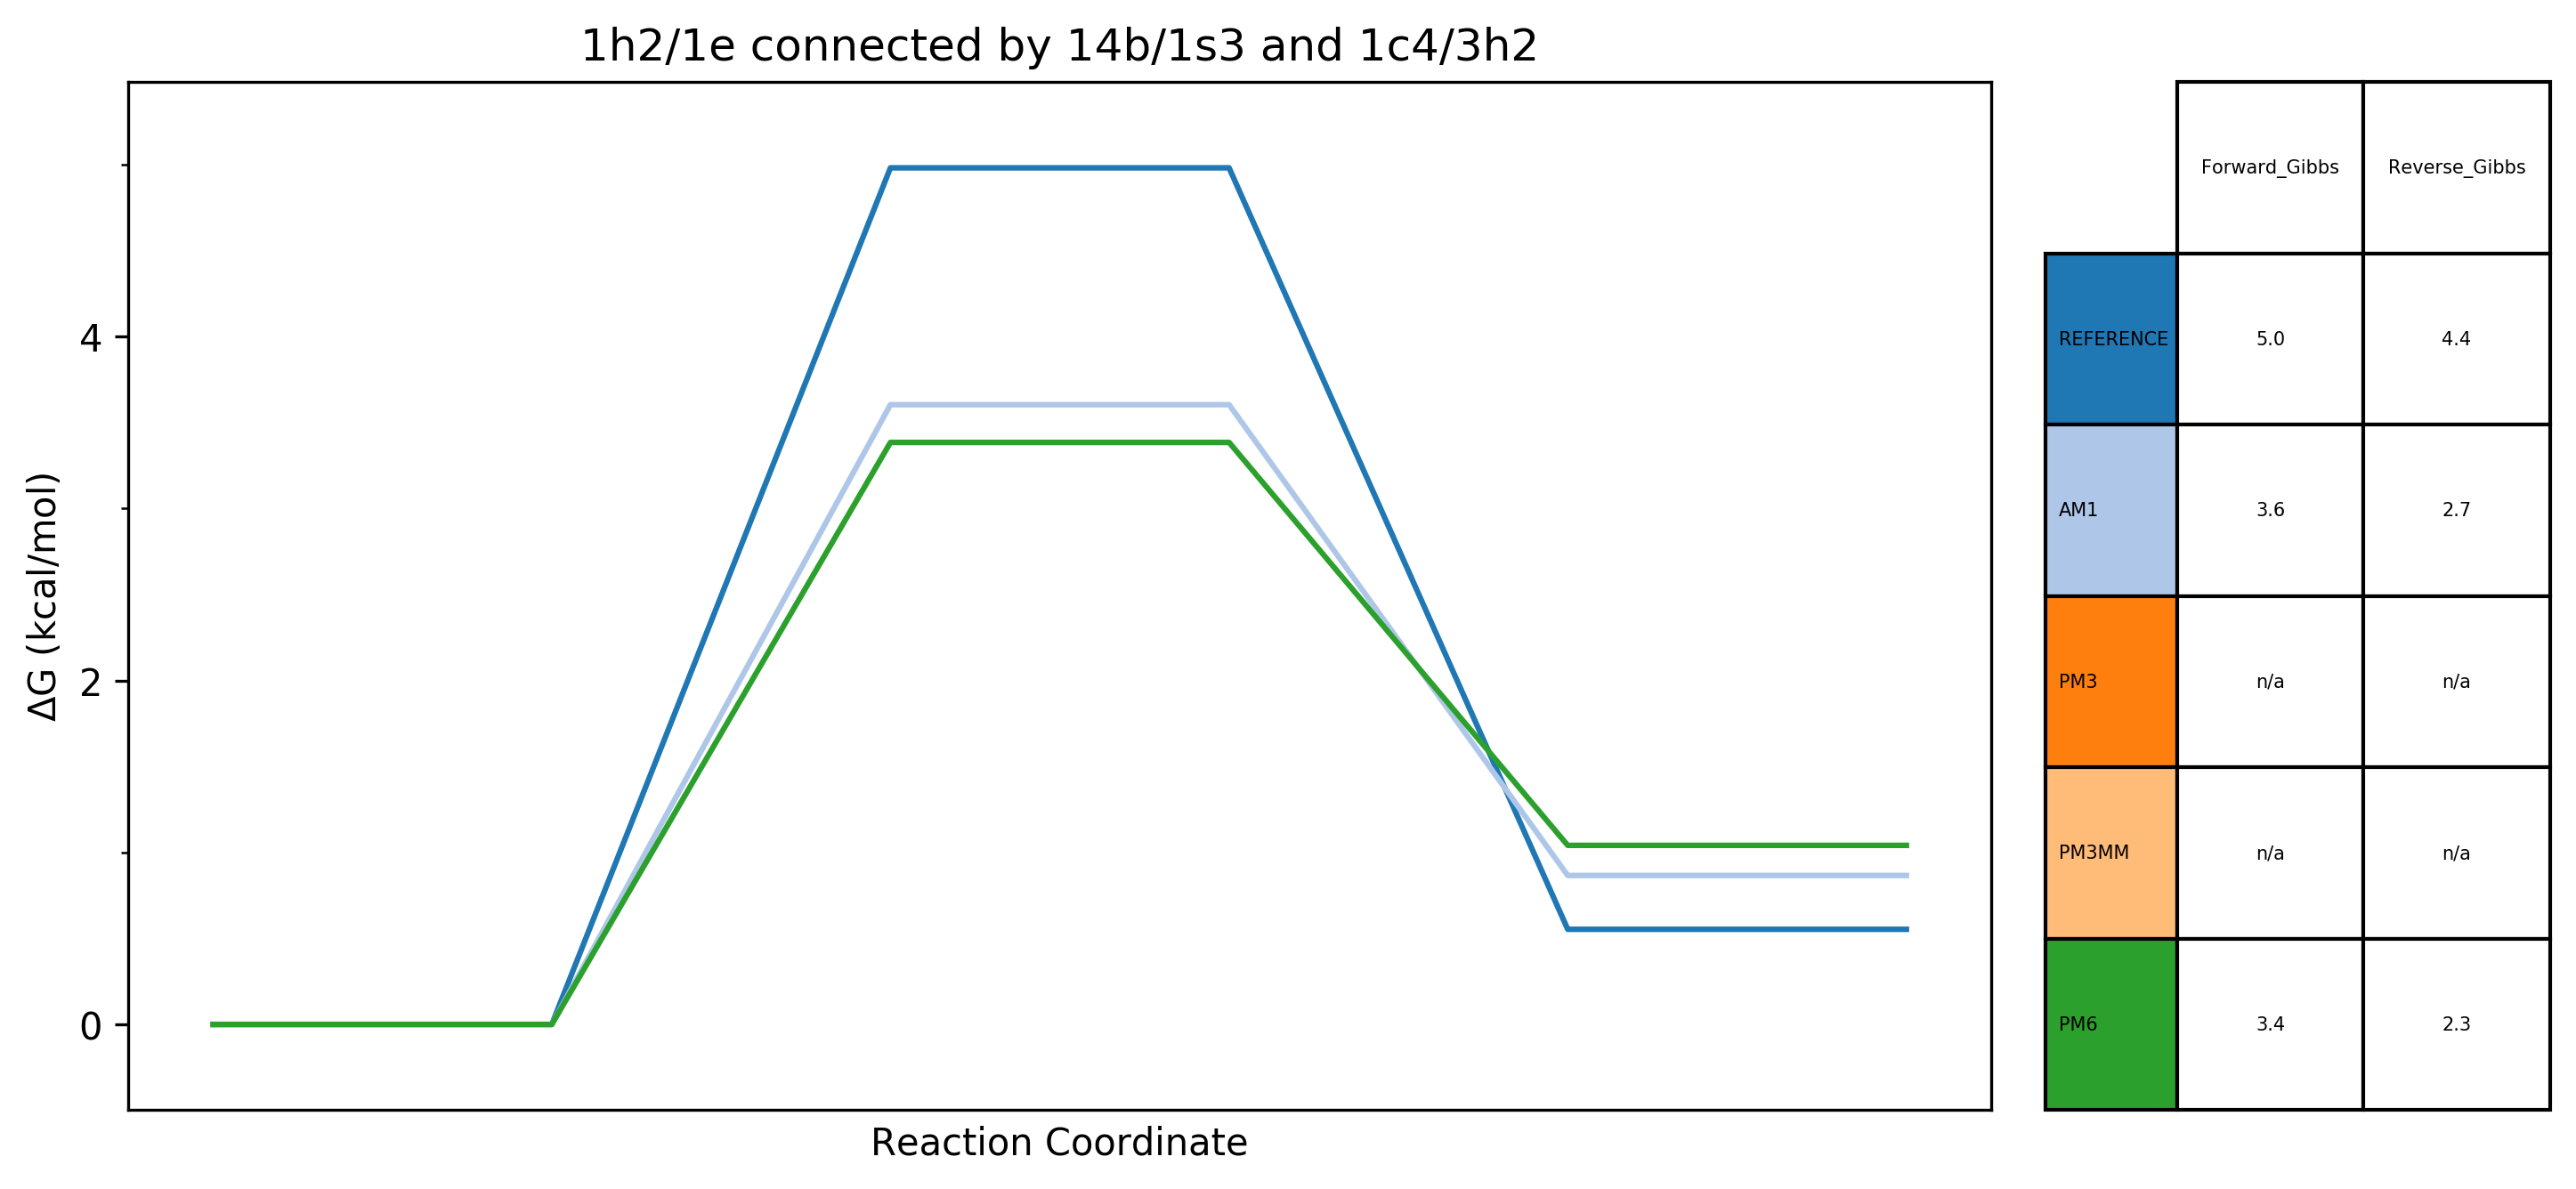 1h2/1e connected by 14b/1s3 and 1c4/3h2
ΔG (kcal/mol)
4
2
0
Reaction Coordinate
Forward_Gibbs Reverse_Gibbs
REFERENCE 5.0 4.4
AM1 3.6 2.7
PM3 n/a n/a
PM3MM n/a n/a
PM6 3.4 2.3